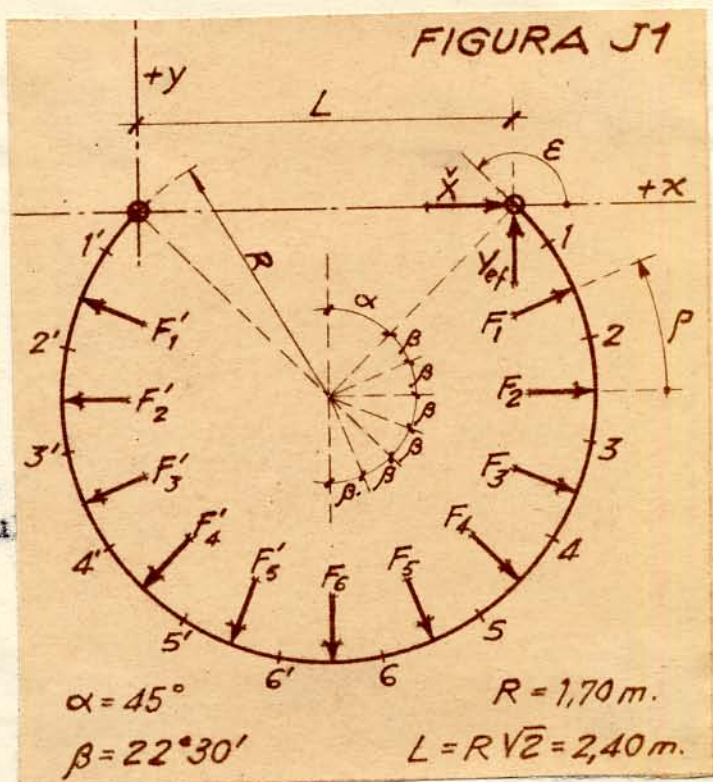 FIGURA J1
+y
L
ε
X̌
+x
1'
1
R
Yef
α
F1'
F1
ρ
2'
β
2
β
F2'
F2
β
3'
β
3
F3'
β
F3
β
4'
F4'
F4
4
F5'
F6
F5
5'
5
6'
6
α = 45°
R = 1,70 m.
β = 22°30'
L = R√2 = 2,40 m.